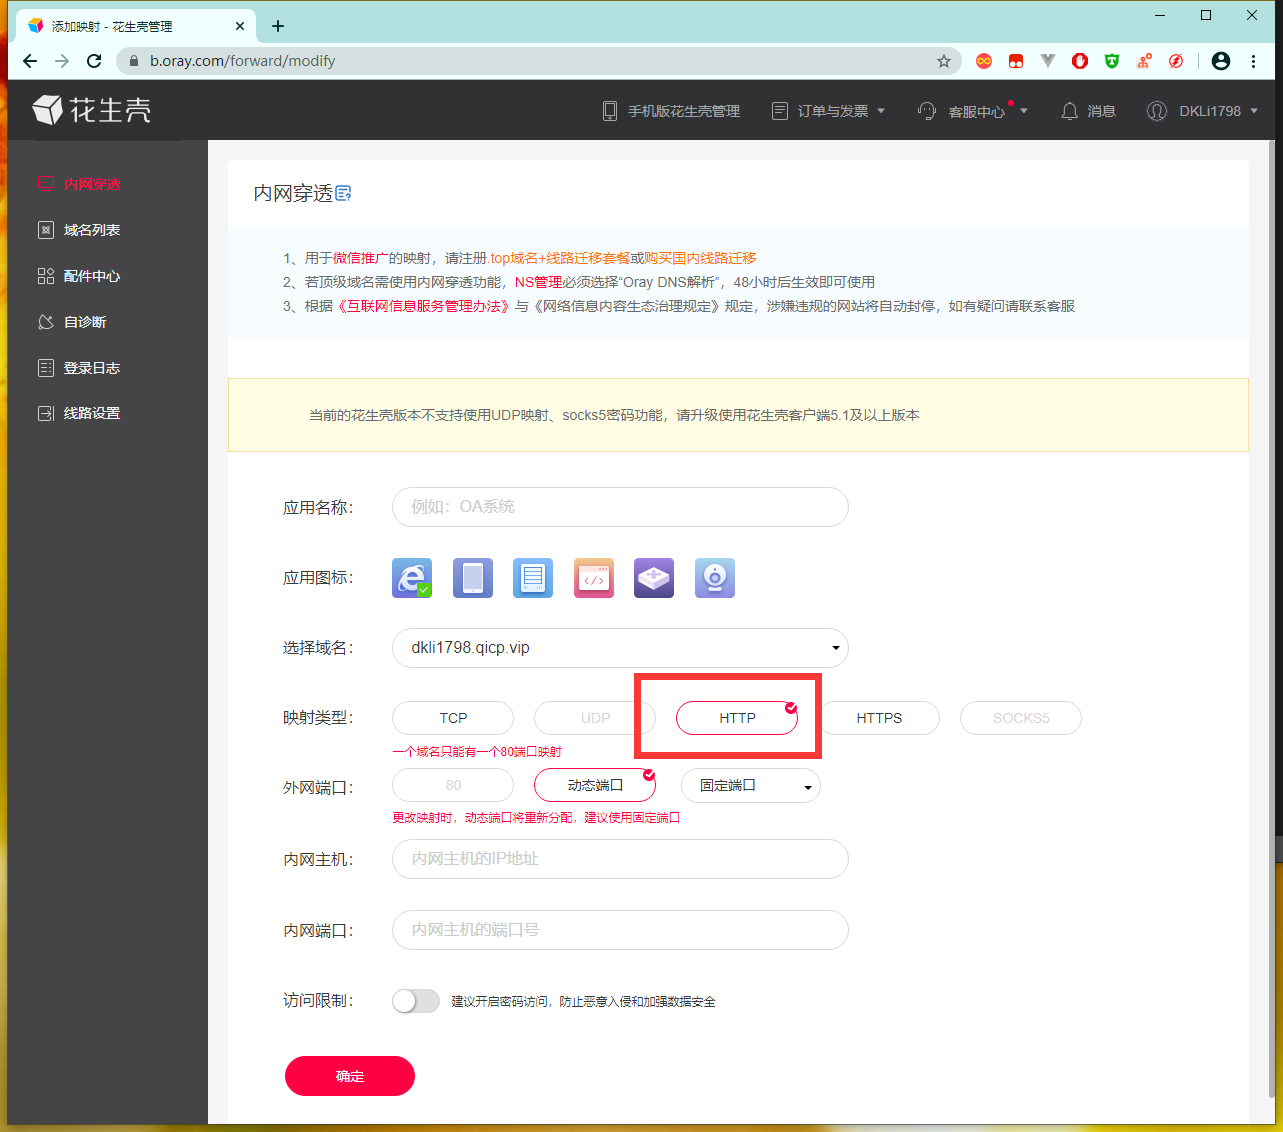 添加映射 - 花生壳管理
b.oray.com/forward/modify
花生壳
手机版花生壳管理
订单与发票
客服中心
消息
DKLi1798
内网穿透
域名列表
配件中心
自诊断
登录日志
线路设置
内网穿透
1、用于微信推广的映射，请注册.top域名+线路迁移套餐或购买国内线路迁移
2、若顶级域名需使用内网穿透功能，NS管理必须选择“Oray DNS解析”，48小时后生效即可使用
3、根据《互联网信息服务管理办法》与《网络信息内容生态治理规定》规定，涉嫌违规的网站将自动封停，如有疑问请联系客服
当前的花生壳版本不支持使用UDP映射、socks5密码功能，请升级使用花生壳客户端5.1及以上版本
应用名称：
例如：OA系统
应用图标：
选择域名：
dkli1798.qicp.vip
映射类型：
TCP
UDP
HTTP
HTTPS
SOCKS5
一个域名只能有一个80端口映射
外网端口：
80
动态端口
固定端口
更改映射时，动态端口将重新分配，建议使用固定端口
内网主机：
内网主机的IP地址
内网端口：
内网主机的端口号
访问限制：
建议开启密码访问，防止恶意入侵和加强数据安全
确定